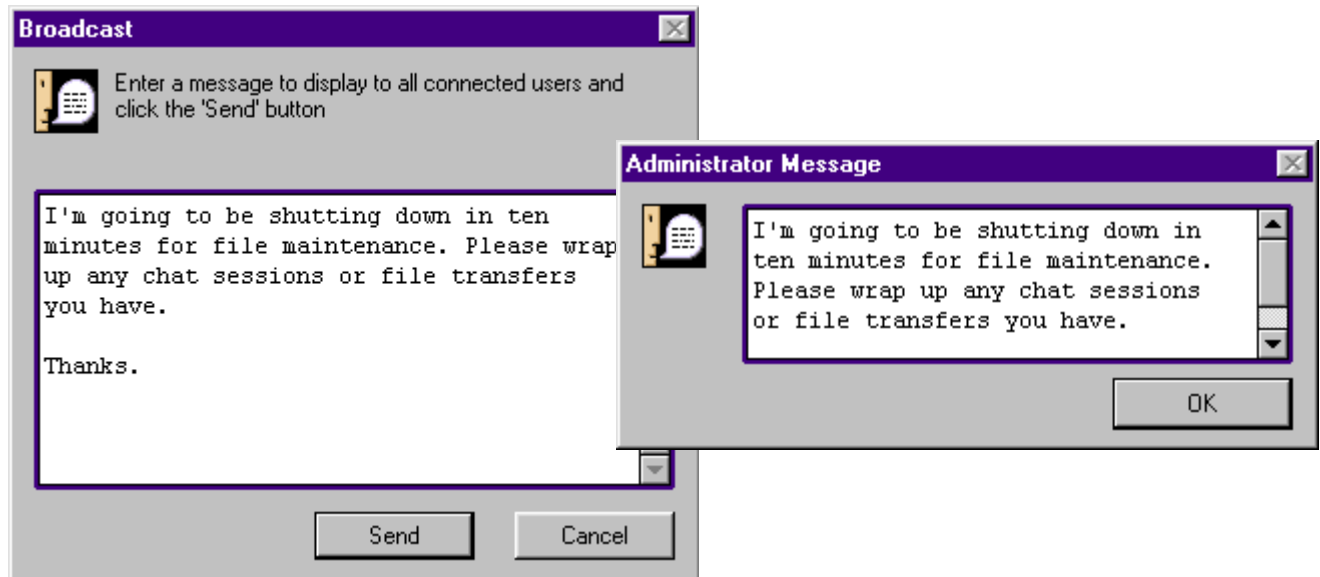 Broadcast
Enter a message to display to all connected users and
click the 'Send' button
I'm going to be shutting down in ten
minutes for file maintenance. Please wrap
up any chat sessions or file transfers
you have.
Thanks.
Send
Cancel
Administrator Message
I'm going to be shutting down in
ten minutes for file maintenance.
Please wrap up any chat sessions
or file transfers you have.
OK